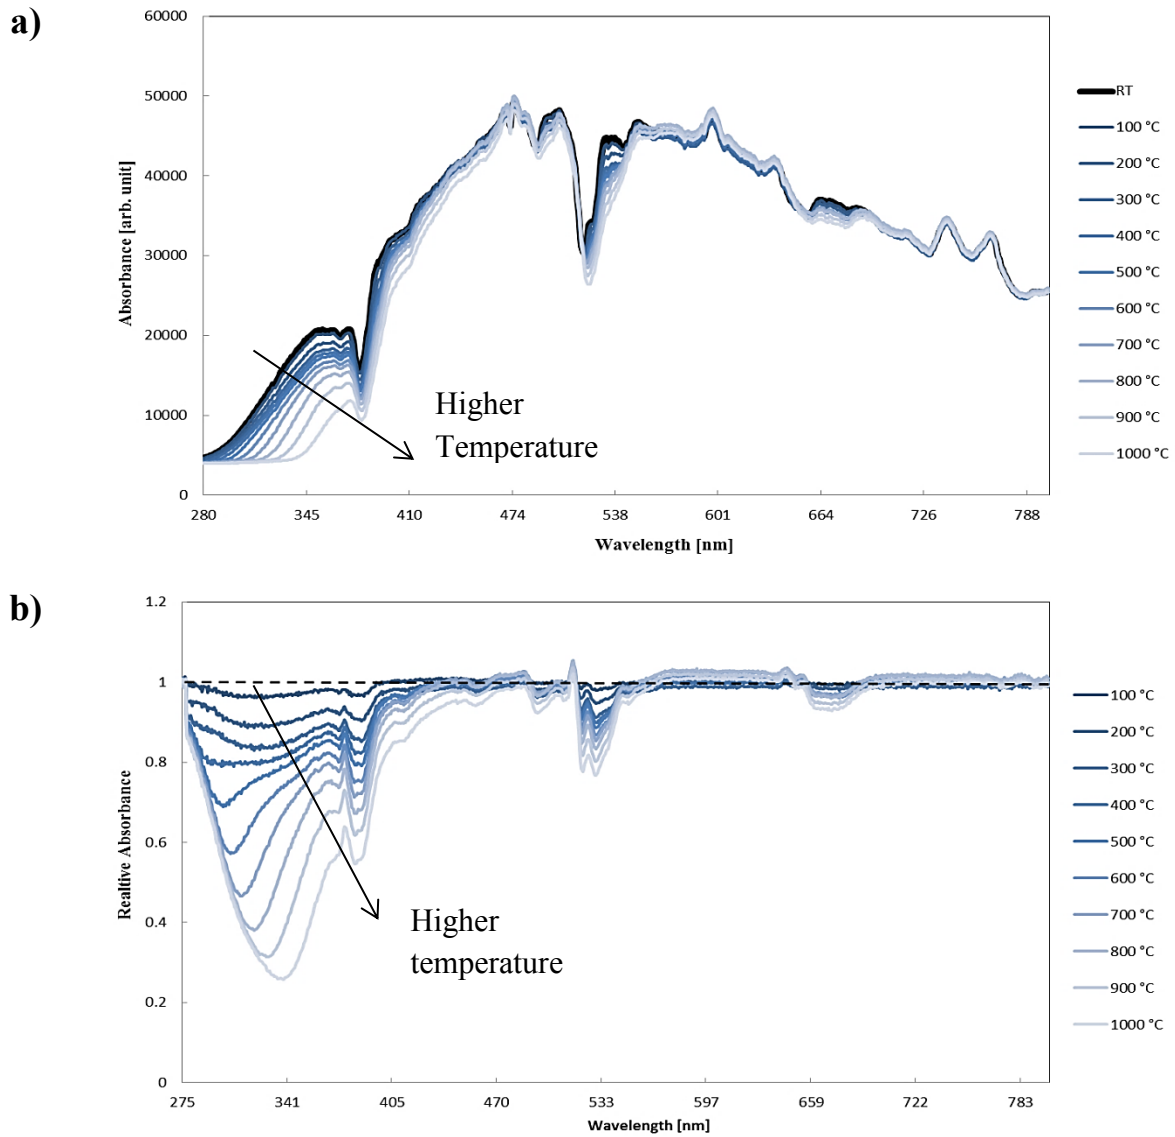 a)
60000
50000
40000
30000
20000
10000
0
Absorbance [arb. unit]
280 345 410 474 538 601 664 726 788
Wavelength [nm]
Higher
Temperature
RT
100 °C
200 °C
300 °C
400 °C
500 °C
600 °C
700 °C
800 °C
900 °C
1000 °C
b)
1.2
1
0.8
0.6
0.4
0.2
0
Realtive Absorbance
275 341 405 470 533 597 659 722 783
Wavelength [nm]
Higher
temperature
100 °C
200 °C
300 °C
400 °C
500 °C
600 °C
700 °C
800 °C
900 °C
1000 °C